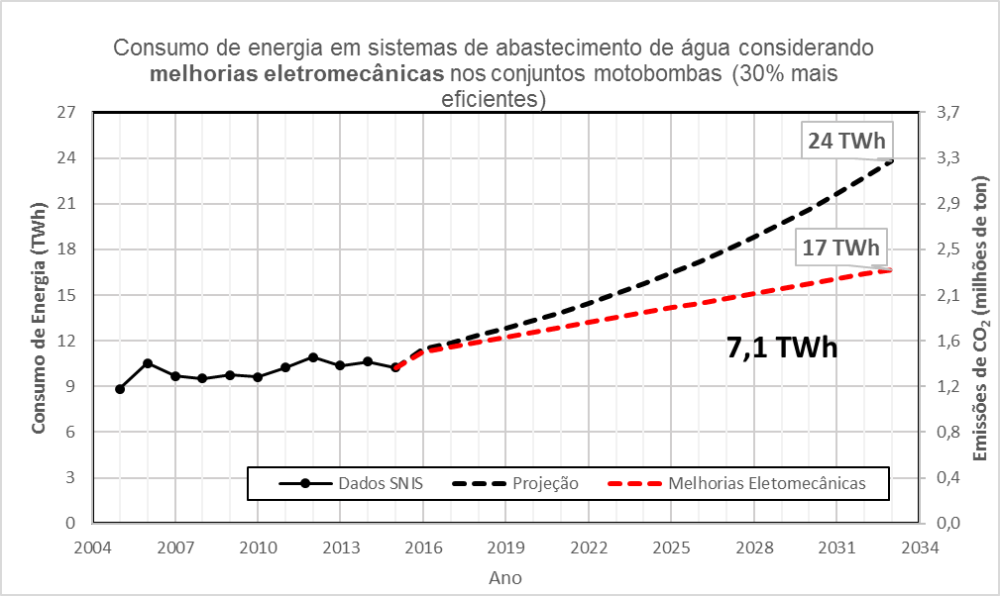 Consumo de energia em sistemas de abastecimento de água considerando
melhorias eletromecânicas nos conjuntos motobombas (30% mais
eficientes)
27
24
21
18
15
12
9
6
3
0
Consumo de Energia (TWh)
3,7
3,3
2,9
2,5
2,1
1,6
1,2
0,8
0,4
0,0
Emissões de CO2 (milhões de ton)
24 TWh
17 TWh
7,1 TWh
Dados SNIS
Projeção
Melhorias Eletomecânicas
2004 2007 2010 2013 2016 2019 2022 2025 2028 2031 2034
Ano